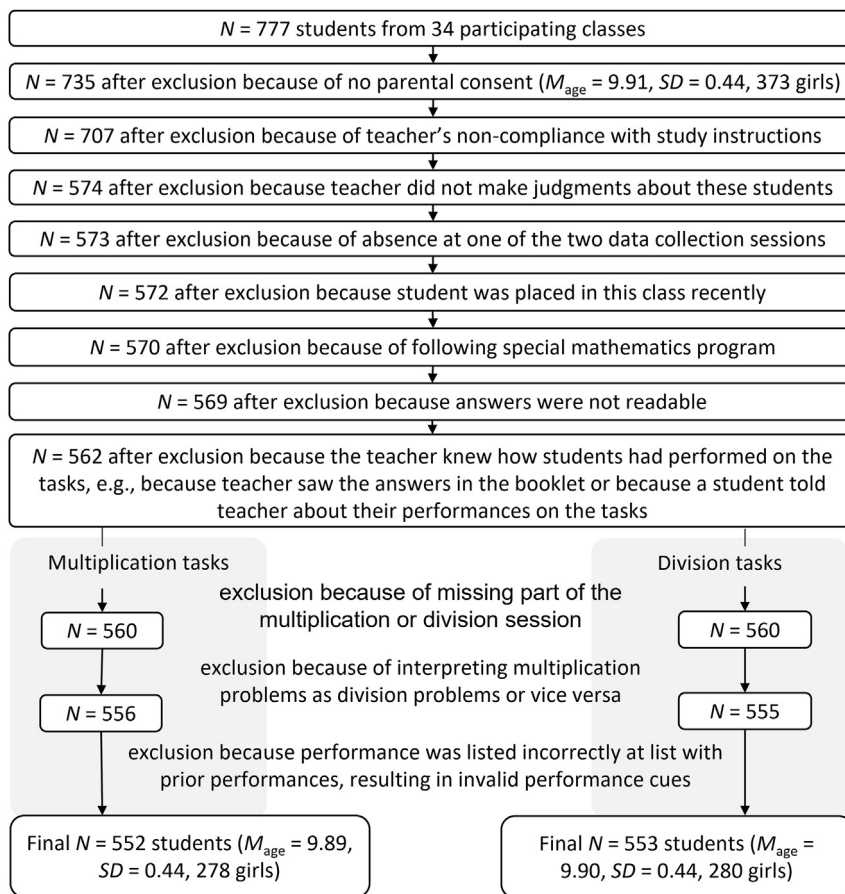 N = 777 students from 34 participating classes
N = 735 after exclusion because of no parental consent (Mage = 9.91, SD = 0.44, 373 girls)
N = 707 after exclusion because of teacher’s non-compliance with study instructions
N = 574 after exclusion because teacher did not make judgments about these students
N = 573 after exclusion because of absence at one of the two data collection sessions
N = 572 after exclusion because student was placed in this class recently
N = 570 after exclusion because of following special mathematics program
N = 569 after exclusion because answers were not readable
N = 562 after exclusion because the teacher knew how students had performed on the
tasks, e.g., because teacher saw the answers in the booklet or because a student told
teacher about their performances on the tasks
Multiplication tasks
Division tasks
exclusion because of missing part of the
multiplication or division session
N = 560
N = 560
exclusion because of interpreting multiplication
problems as division problems or vice versa
N = 556
N = 555
exclusion because performance was listed incorrectly at list with
prior performances, resulting in invalid performance cues
Final N = 552 students (Mage = 9.89,
SD = 0.44, 278 girls)
Final N = 553 students (Mage =
9.90, SD = 0.44, 280 girls)